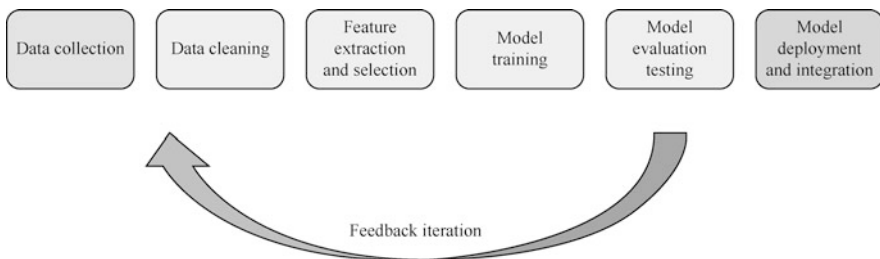 Data collection
Data cleaning
Feature
extraction
and selection
Model
training
Model
evaluation
testing
Model
deployment
and integration
Feedback iteration